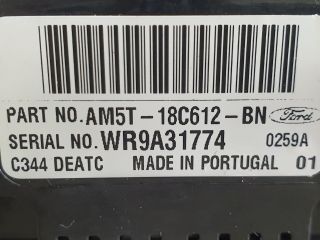 PART NO. AM5T-18C612-BN Ford
SERIAL NO. WR9A31774 0259A
C344 DEATC MADE IN PORTUGAL 01